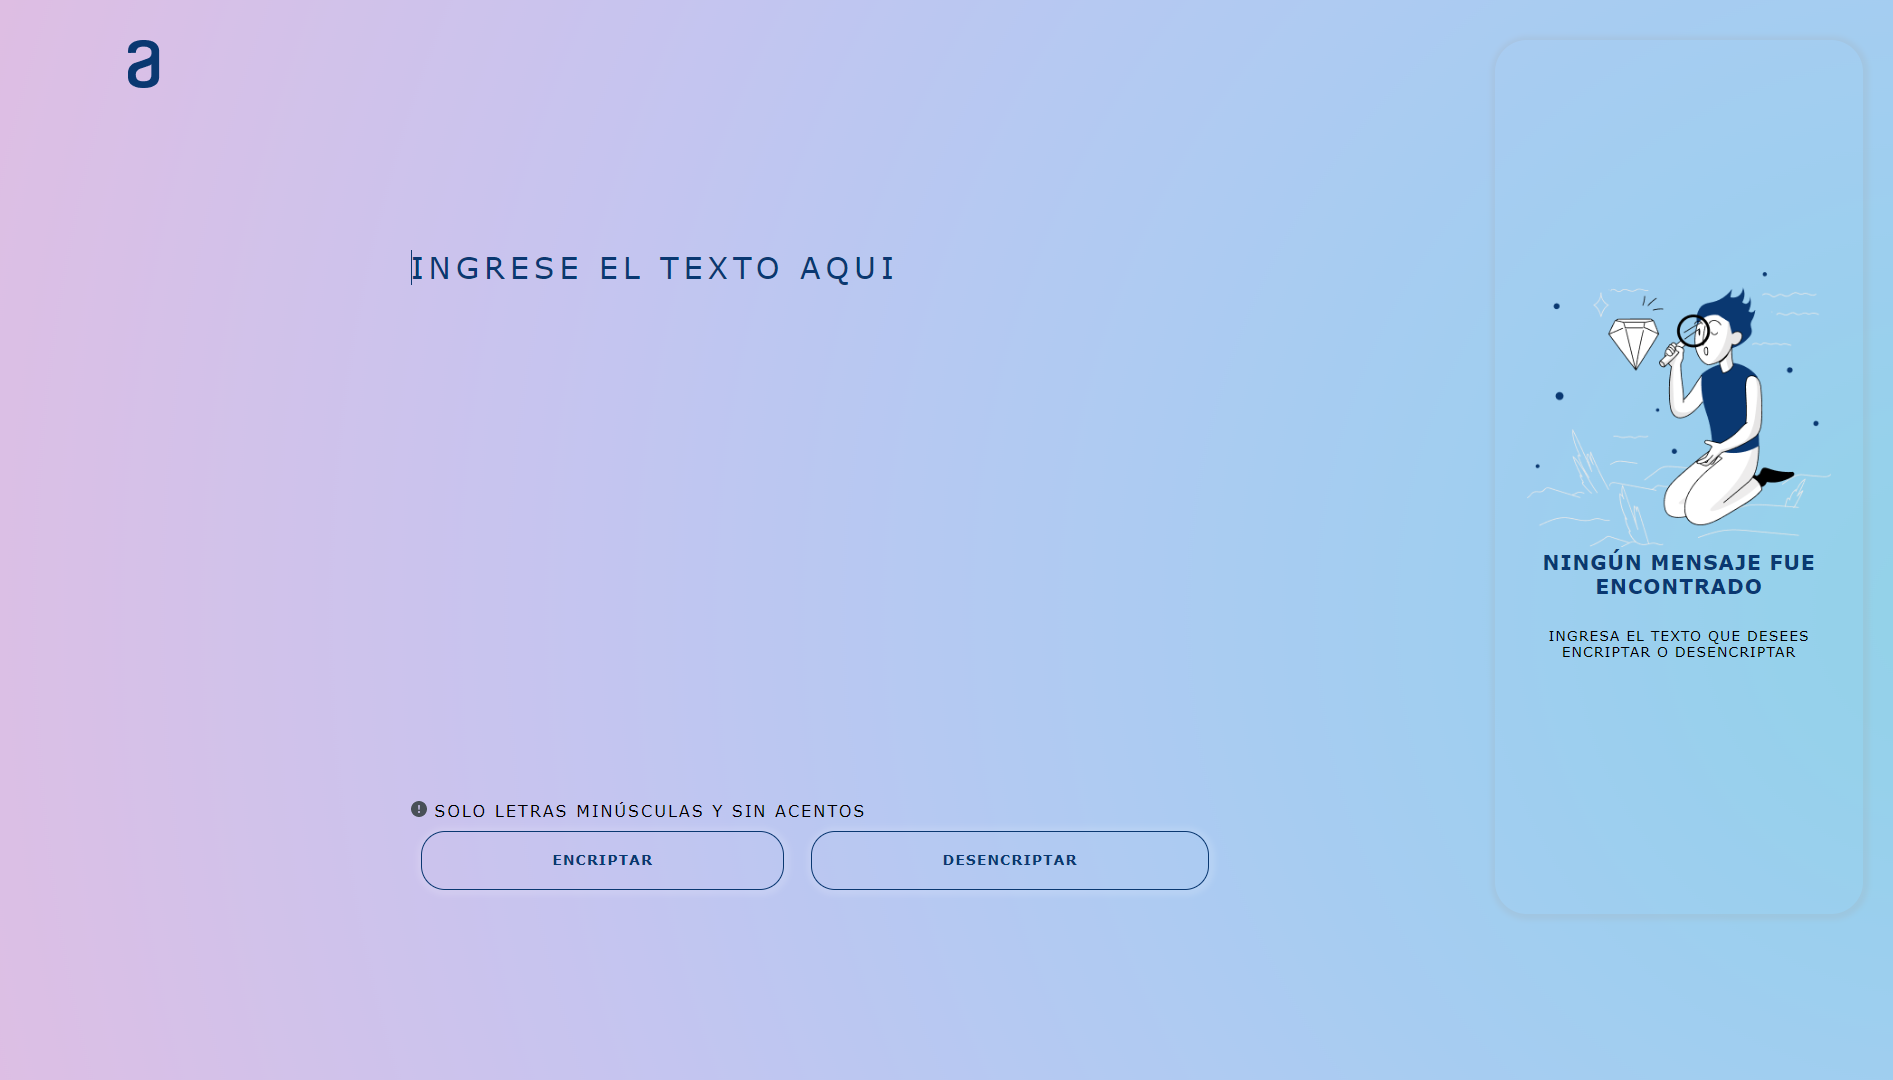 a
INGRESE EL TEXTO AQUI
SOLO LETRAS MINÚSCULAS Y SIN ACENTOS
ENCRIPTAR
DESENCRIPTAR
NINGÚN MENSAJE FUE
ENCONTRADO
INGRESA EL TEXTO QUE DESEES
ENCRIPTAR O DESENCRIPTAR